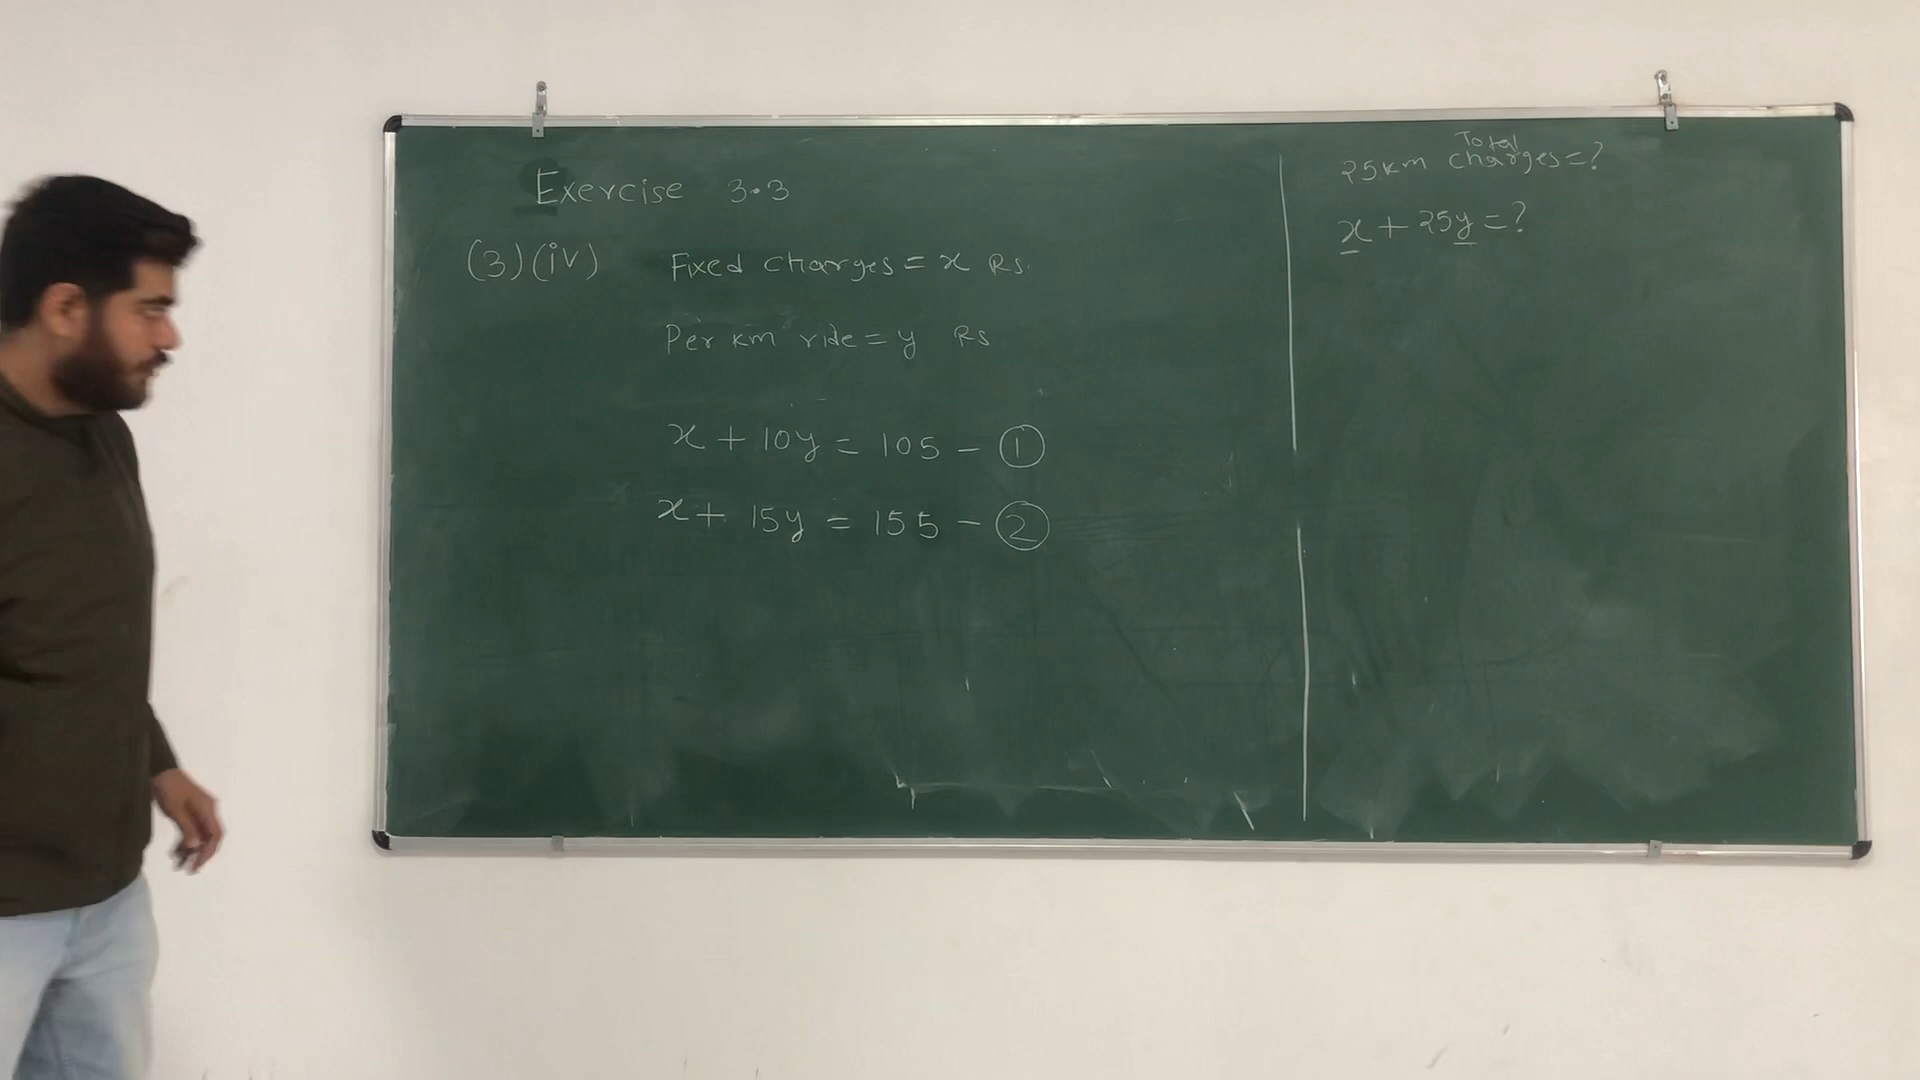 Exercise 3.3
(3) (iv) Fixed charges = x Rs.
Per km ride = y Rs
x + 10y = 105 - ①
x + 15y = 155 - ②
Total
25km charges = ?
x + 25y = ?